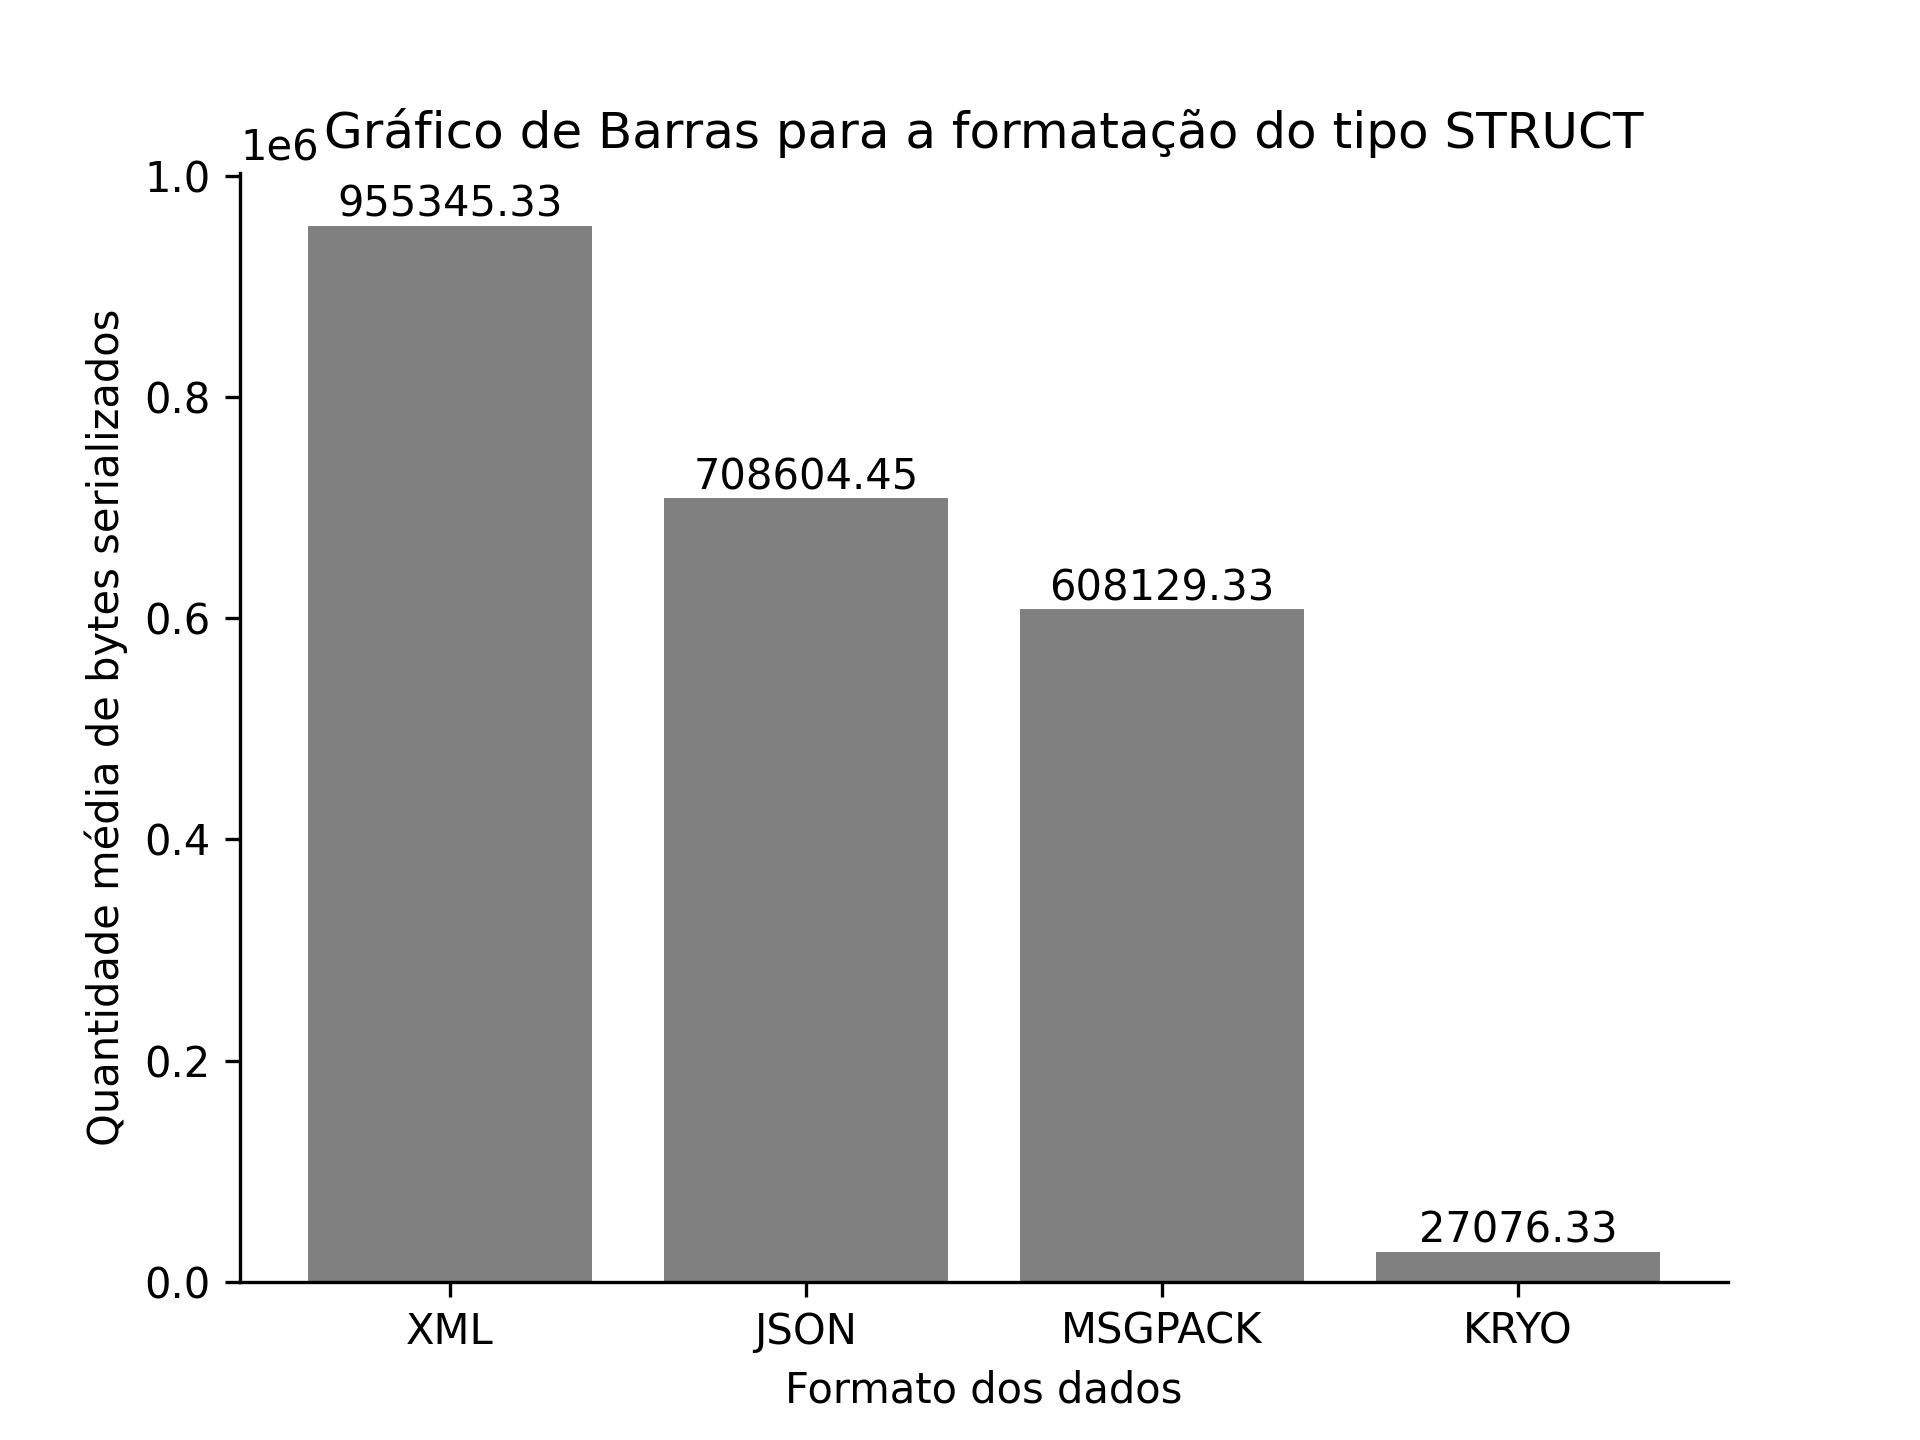 Gráfico de Barras para a formatação do tipo STRUCT
1e6
1.0
0.8
0.6
0.4
0.2
0.0
Quantidade média de bytes serializados
955345.33
708604.45
608129.33
27076.33
XML
JSON
MSGPACK
KRYO
Formato dos dados